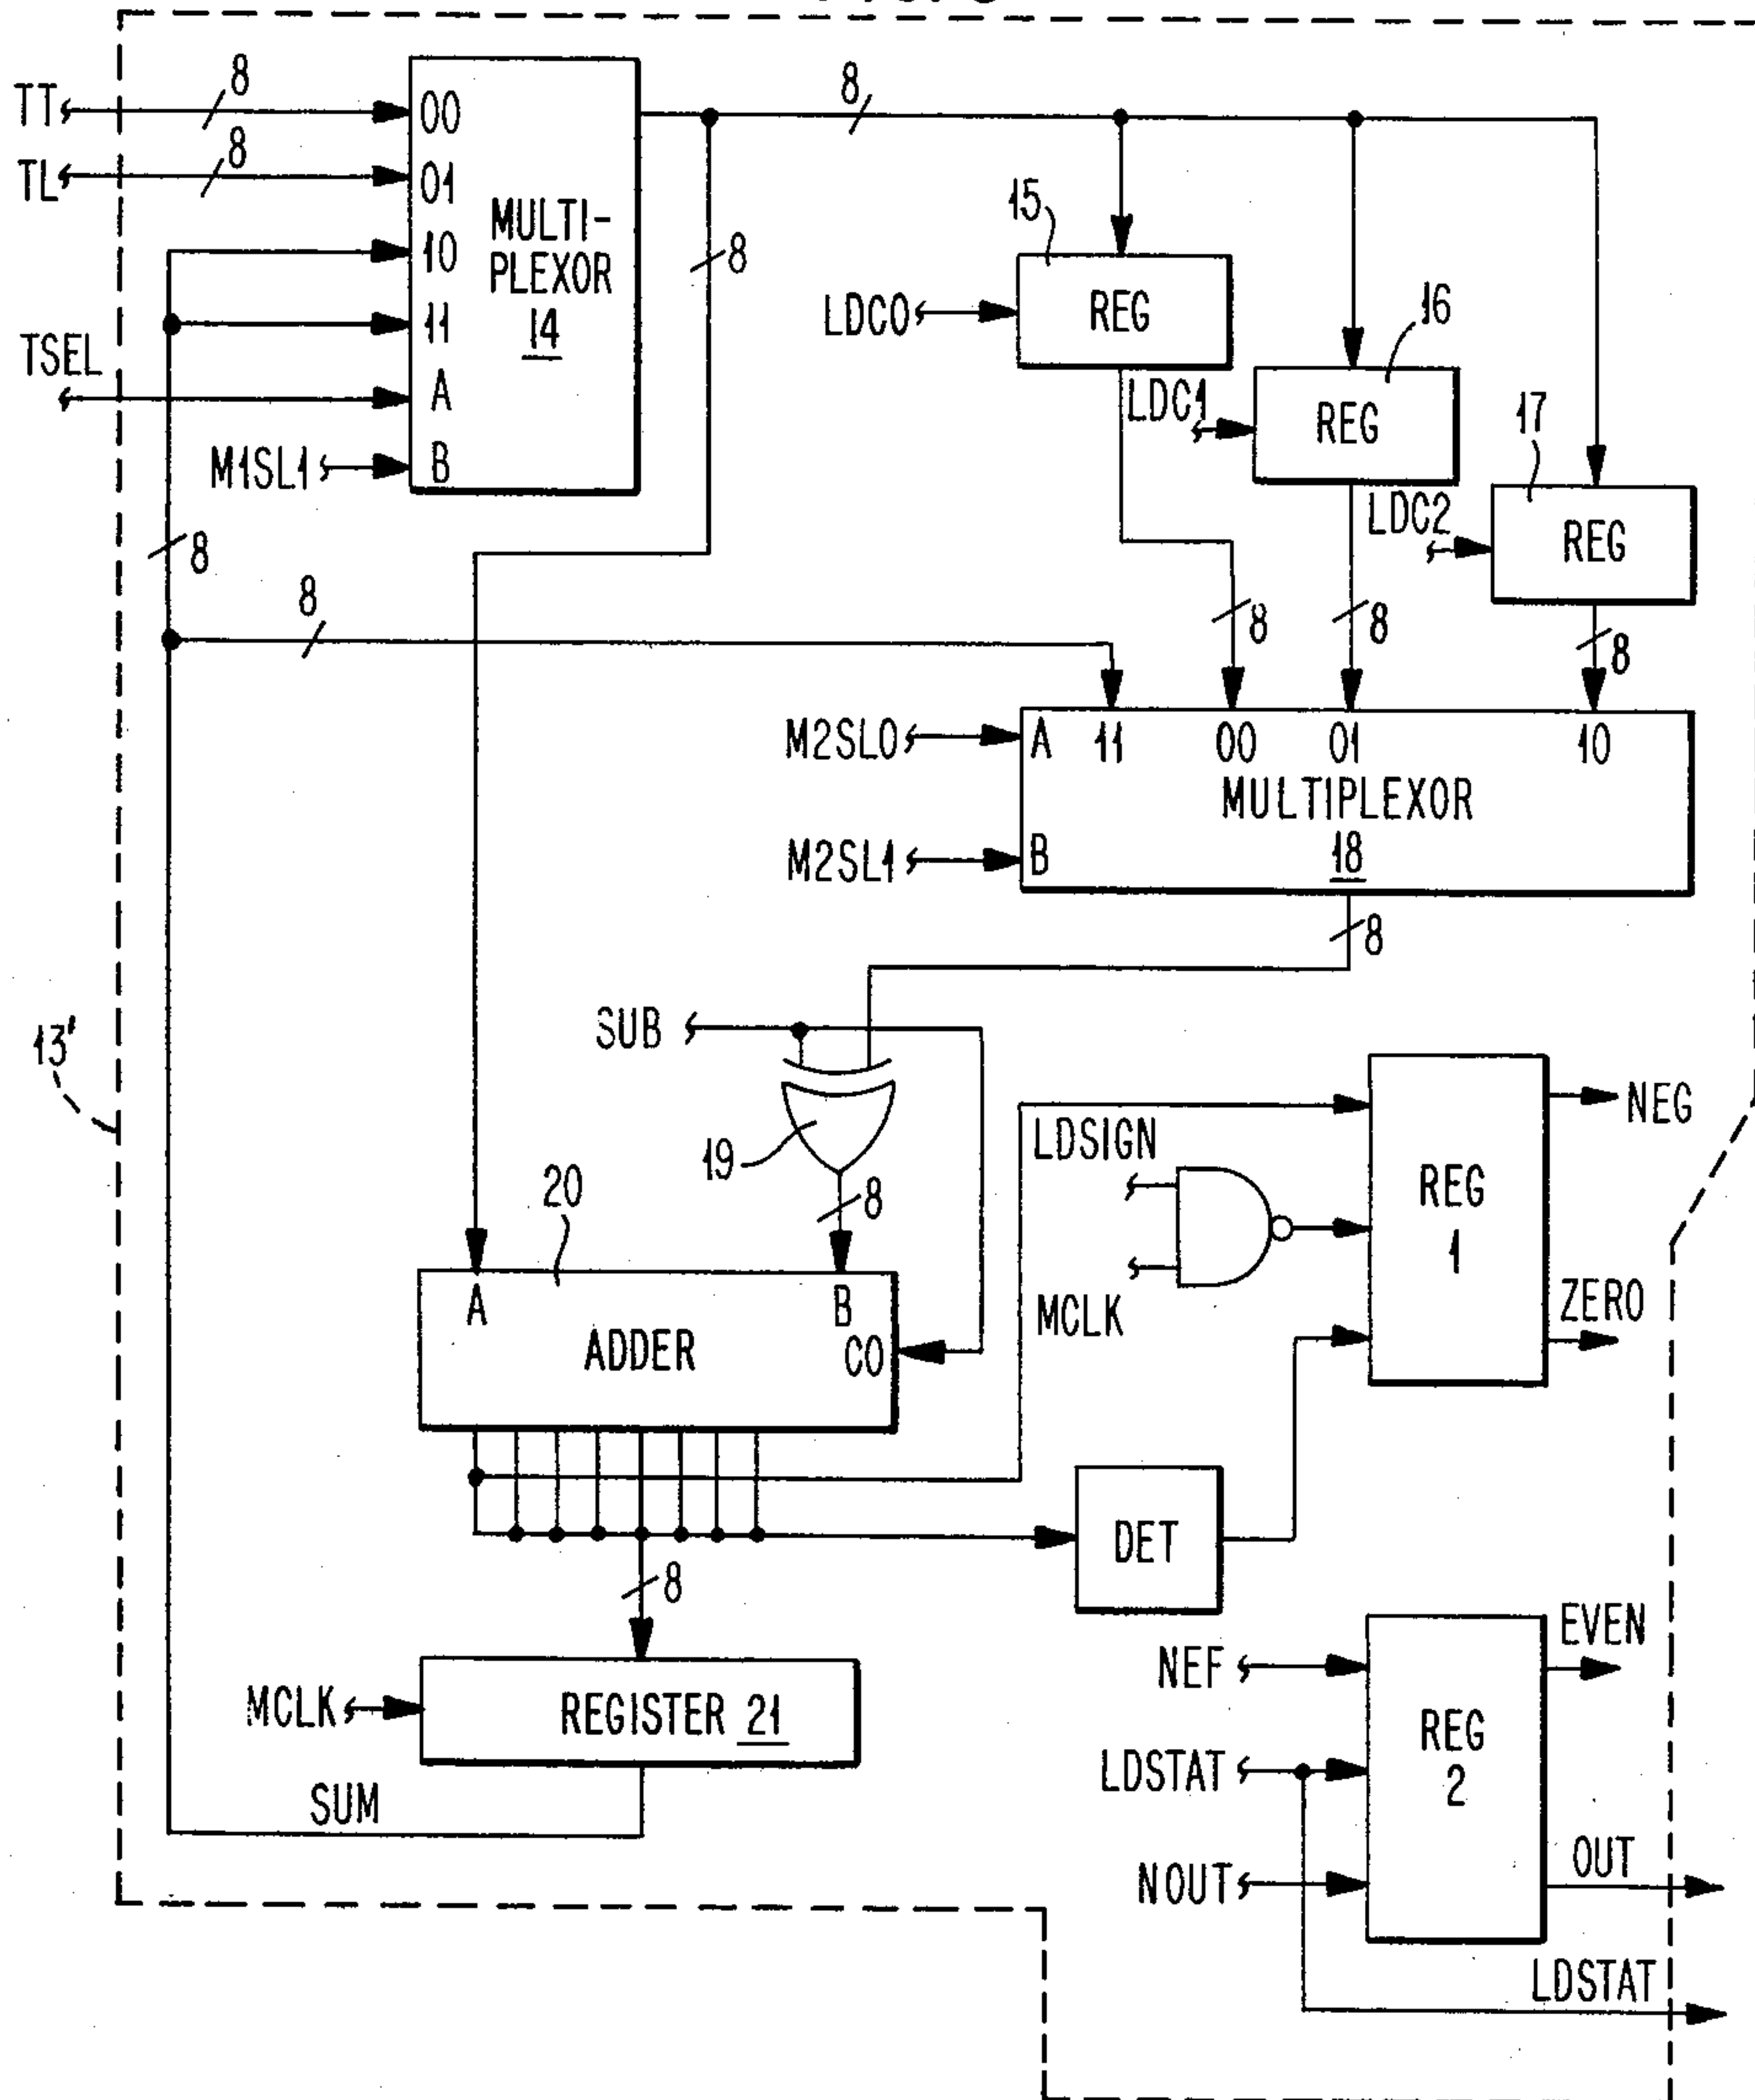 TT
8
00
TL
8
01
10
11
TSEL
A
M1SL1
B
MULTI-
PLEXOR
14
8
8
8
8
15
LDC0
REG
16
LDC1
REG
17
LDC2
REG
8
8
8
M2SL0
A
11
00
01
10
MULTIPLEXOR
18
M2SL1
B
8
SUB
13'
19
8
20
A
B
ADDER
C0
LDSIGN
MCLK
REG
1
NEG
ZERO
DET
8
MCLK
REGISTER 21
SUM
NEF
LDSTAT
NOUT
REG
2
EVEN
OUT
LDSTAT